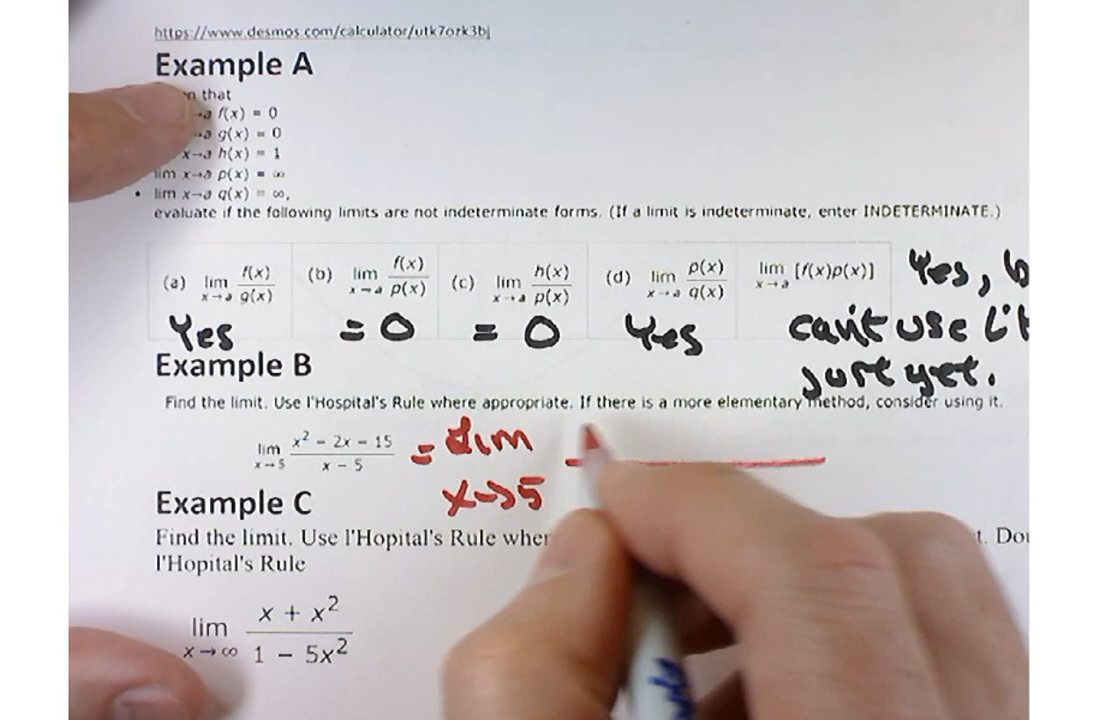 https://www.desmos.com/calculator/utk7ozk3bj
Example A
that
→a f(x) = 0
→a g(x) = 0
x→a h(x) = 1
lim x→a p(x) = ∞
• lim x→a q(x) = ∞,
evaluate if the following limits are not indeterminate forms. (If a limit is indeterminate, enter INDETERMINATE.)
(a) lim x→a f(x)/g(x) (b) lim x→a f(x)/p(x) (c) lim x→a h(x)/p(x) (d) lim x→a p(x)/q(x) lim x→a [f(x)p(x)] Yes,
Yes = 0 = 0 Yes can't use
just yet.
Example B
Find the limit. Use l'Hospital's Rule where appropriate. If there is a more elementary method, consider using it.
lim x→5 x² − 2x − 15 / x − 5 = lim x→5
Example C
Find the limit. Use l'Hopital's Rule t.
l'Hopital's Rule
lim x→∞ x + x² / 1 − 5x²